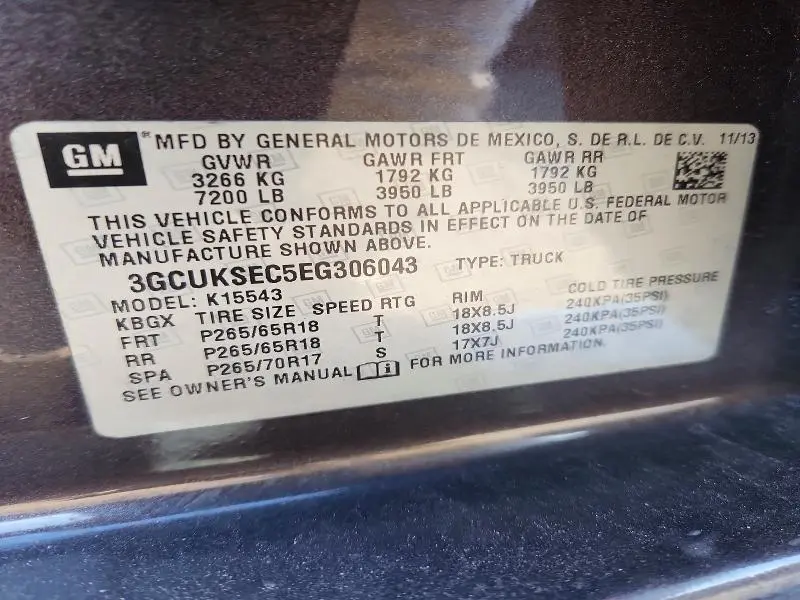 GM ® MFD BY GENERAL MOTORS DE MEXICO, S. DE R.L. DE C.V. 11/13
GVWR GAWR FRT GAWR RR
3266 KG 1792 KG 1792 KG
7200 LB 3950 LB 3950 LB
THIS VEHICLE CONFORMS TO ALL APPLICABLE U.S. FEDERAL MOTOR
VEHICLE SAFETY STANDARDS IN EFFECT ON THE DATE OF
MANUFACTURE SHOWN ABOVE.
3GCUKSEC5EG306043 TYPE: TRUCK
MODEL: K15543
KBGX TIRE SIZE SPEED RTG RIM COLD TIRE PRESSURE
FRT P265/65R18 T 18X8.5J 240KPA(35PSI)
RR P265/65R18 T 18X8.5J 240KPA(35PSI)
SPA P265/70R17 S 17X7J 240KPA(35PSI)
SEE OWNER'S MANUAL i FOR MORE INFORMATION.